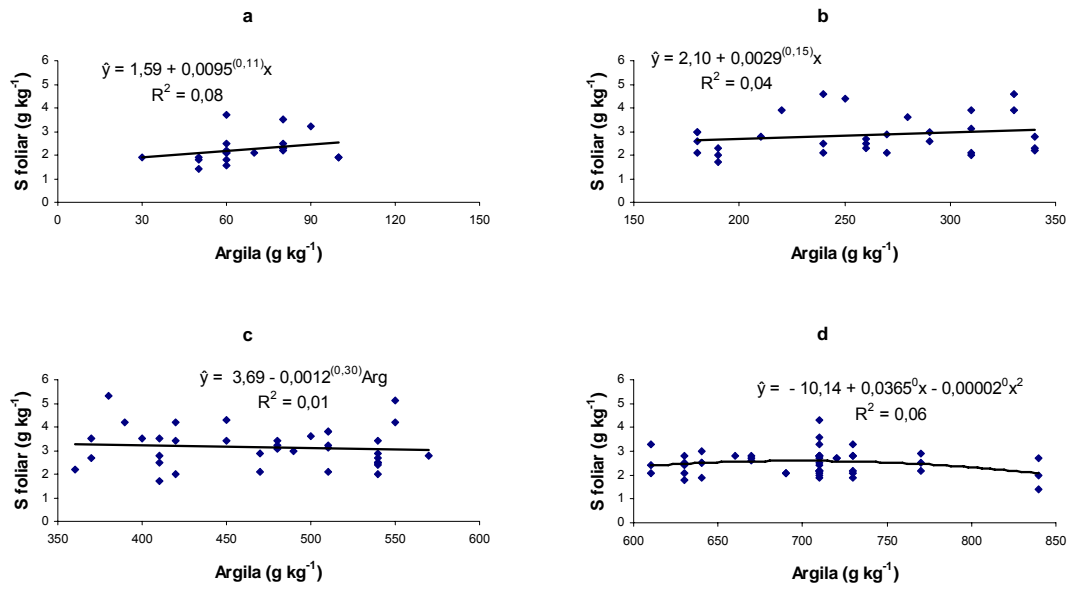 a
ŷ = 1,59 + 0,0095^(0,11)x
R² = 0,08
6
5
4
3
2
1
0
S foliar (g kg⁻¹)
0 30 60 90 120 150
Argila (g kg⁻¹)
b
ŷ = 2,10 + 0,0029^(0,15)x
R² = 0,04
6
5
4
3
2
1
0
S foliar (g kg⁻¹)
150 200 250 300 350
Argila (g kg⁻¹)
c
ŷ = 3,69 - 0,0012^(0,30)Arg
R² = 0,01
6
5
4
3
2
1
0
S foliar (g kg⁻¹)
350 400 450 500 550 600
Argila (g kg⁻¹)
d
ŷ = - 10,14 + 0,0365⁰x - 0,00002⁰x²
R² = 0,06
6
5
4
3
2
1
0
S foliar (g kg⁻¹)
600 650 700 750 800 850
Argila (g kg⁻¹)